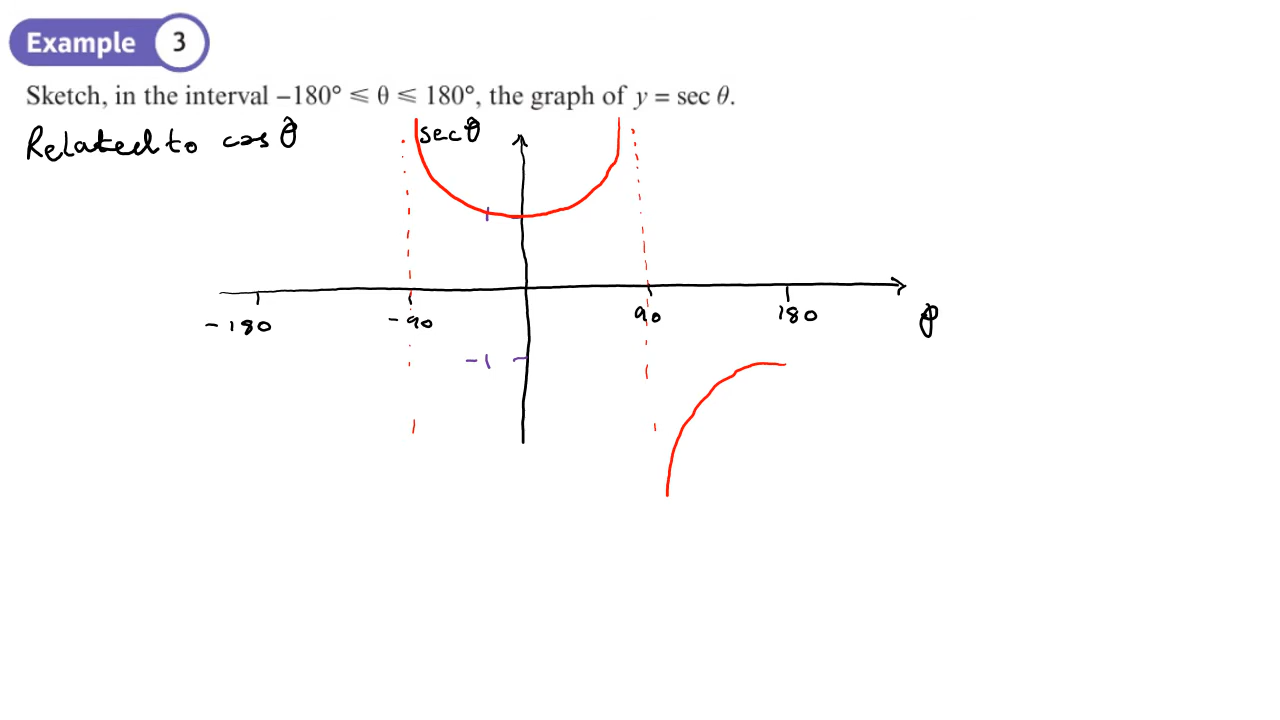 Example 3
Sketch, in the interval −180° ⩽ θ ⩽ 180°, the graph of y = sec θ.
Related to cos θ
sec θ
1
-180 -90 90 180 θ
-1